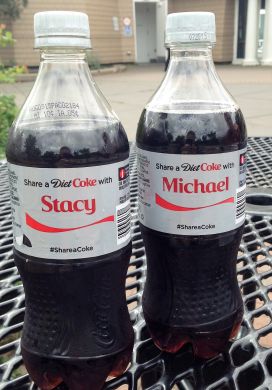 Share a Diet Coke with
Stacy
#ShareaCoke
Share a Diet Coke with
Michael
#ShareaCoke